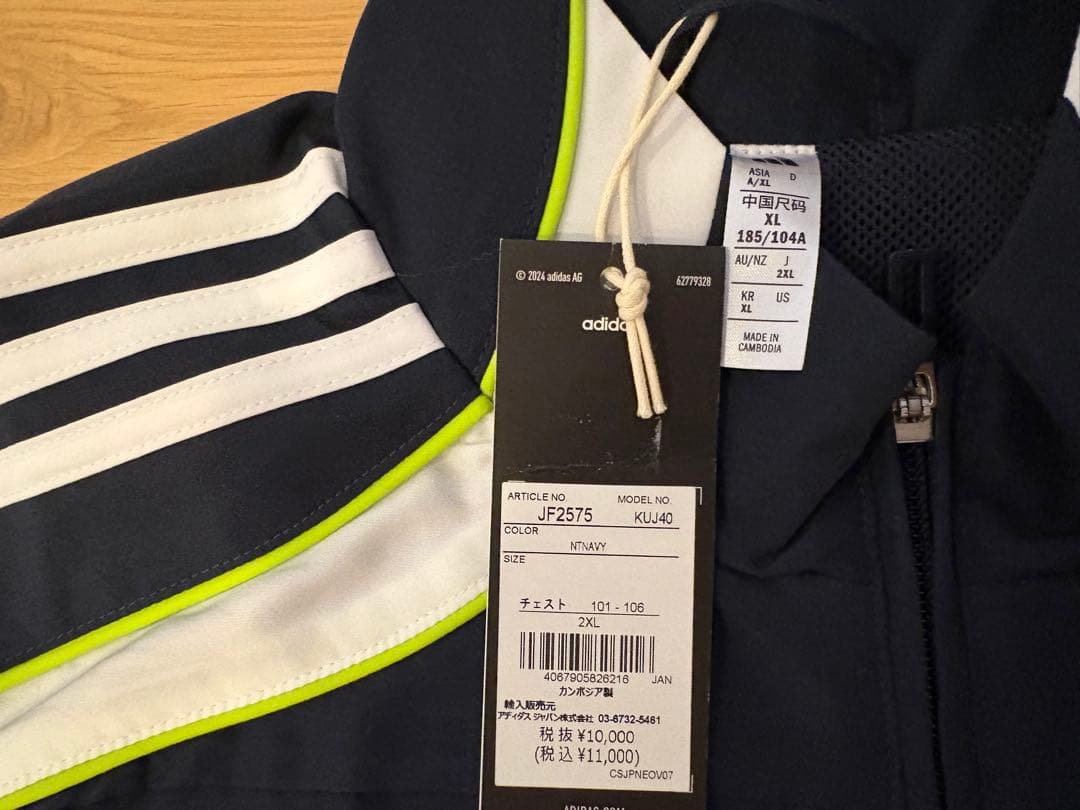 ASIA D
A/XL
中国尺码
XL
185/104A
AU/NZ J
2XL
KR US
XL
MADE IN
CAMBODIA
© 2024 adidas AG 62779328
adida
ARTICLE NO. MODEL NO.
JF2575 KUJ40
COLOR
NTNAVY
SIZE
チェスト 101 - 106
2XL
4067905826216 JAN
カンボジア製
輸入販売元
アディダス ジャパン株式会社 03-6732-5461
税 抜 ¥10,000
(税 込 ¥11,000)
CSJPNEOV07